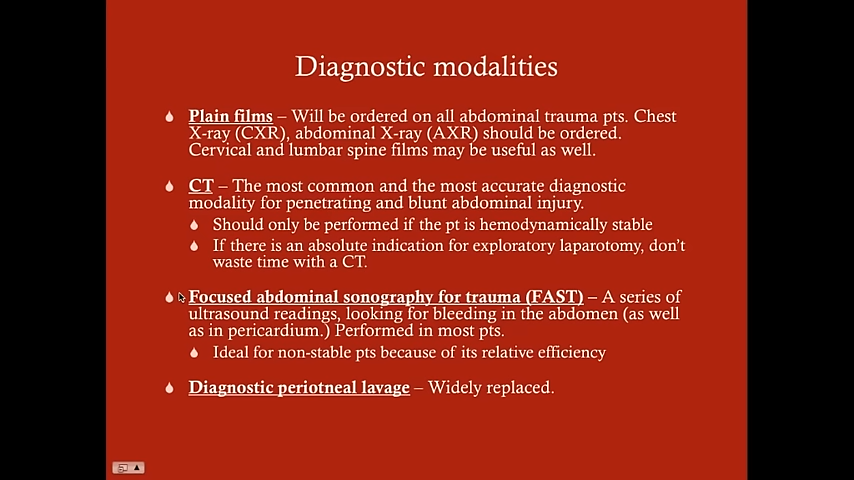 Diagnostic modalities
Plain films – Will be ordered on all abdominal trauma pts. Chest
X-ray (CXR), abdominal X-ray (AXR) should be ordered.
Cervical and lumbar spine films may be useful as well.
CT – The most common and the most accurate diagnostic
modality for penetrating and blunt abdominal injury.
Should only be performed if the pt is hemodynamically stable
If there is an absolute indication for exploratory laparotomy, don't
waste time with a CT.
Focused abdominal sonography for trauma (FAST) – A series of
ultrasound readings, looking for bleeding in the abdomen (as well
as in pericardium.) Performed in most pts.
Ideal for non-stable pts because of its relative efficiency
Diagnostic periotneal lavage – Widely replaced.